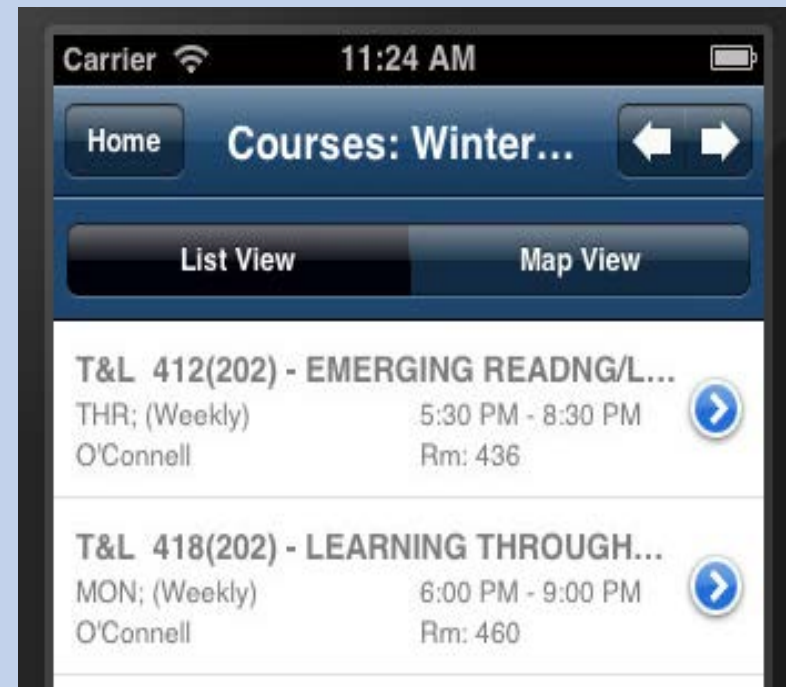 Carrier 11:24 AM
Home Courses: Winter...
List View Map View
T&L 412(202) - EMERGING READNG/L...
THR; (Weekly) 5:30 PM - 8:30 PM
O'Connell Rm: 436
T&L 418(202) - LEARNING THROUGH...
MON; (Weekly) 6:00 PM - 9:00 PM
O'Connell Rm: 460